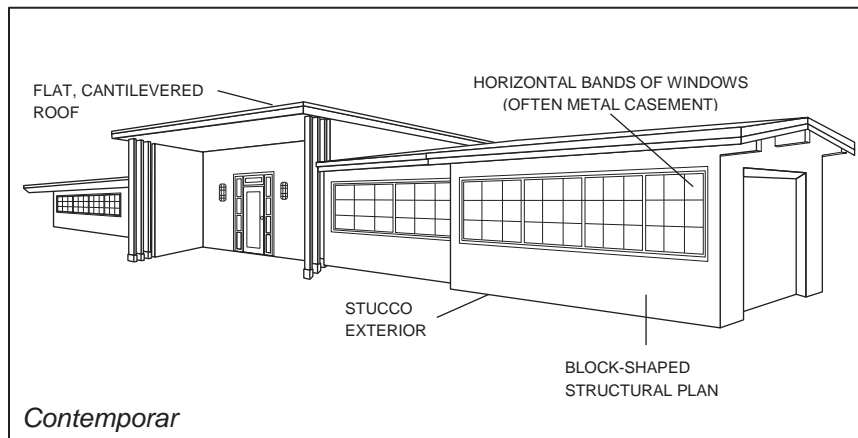 FLAT, CANTILEVERED
ROOF
HORIZONTAL BANDS OF WINDOWS
(OFTEN METAL CASEMENT)
STUCCO
EXTERIOR
BLOCK-SHAPED
STRUCTURAL PLAN
Contemporar